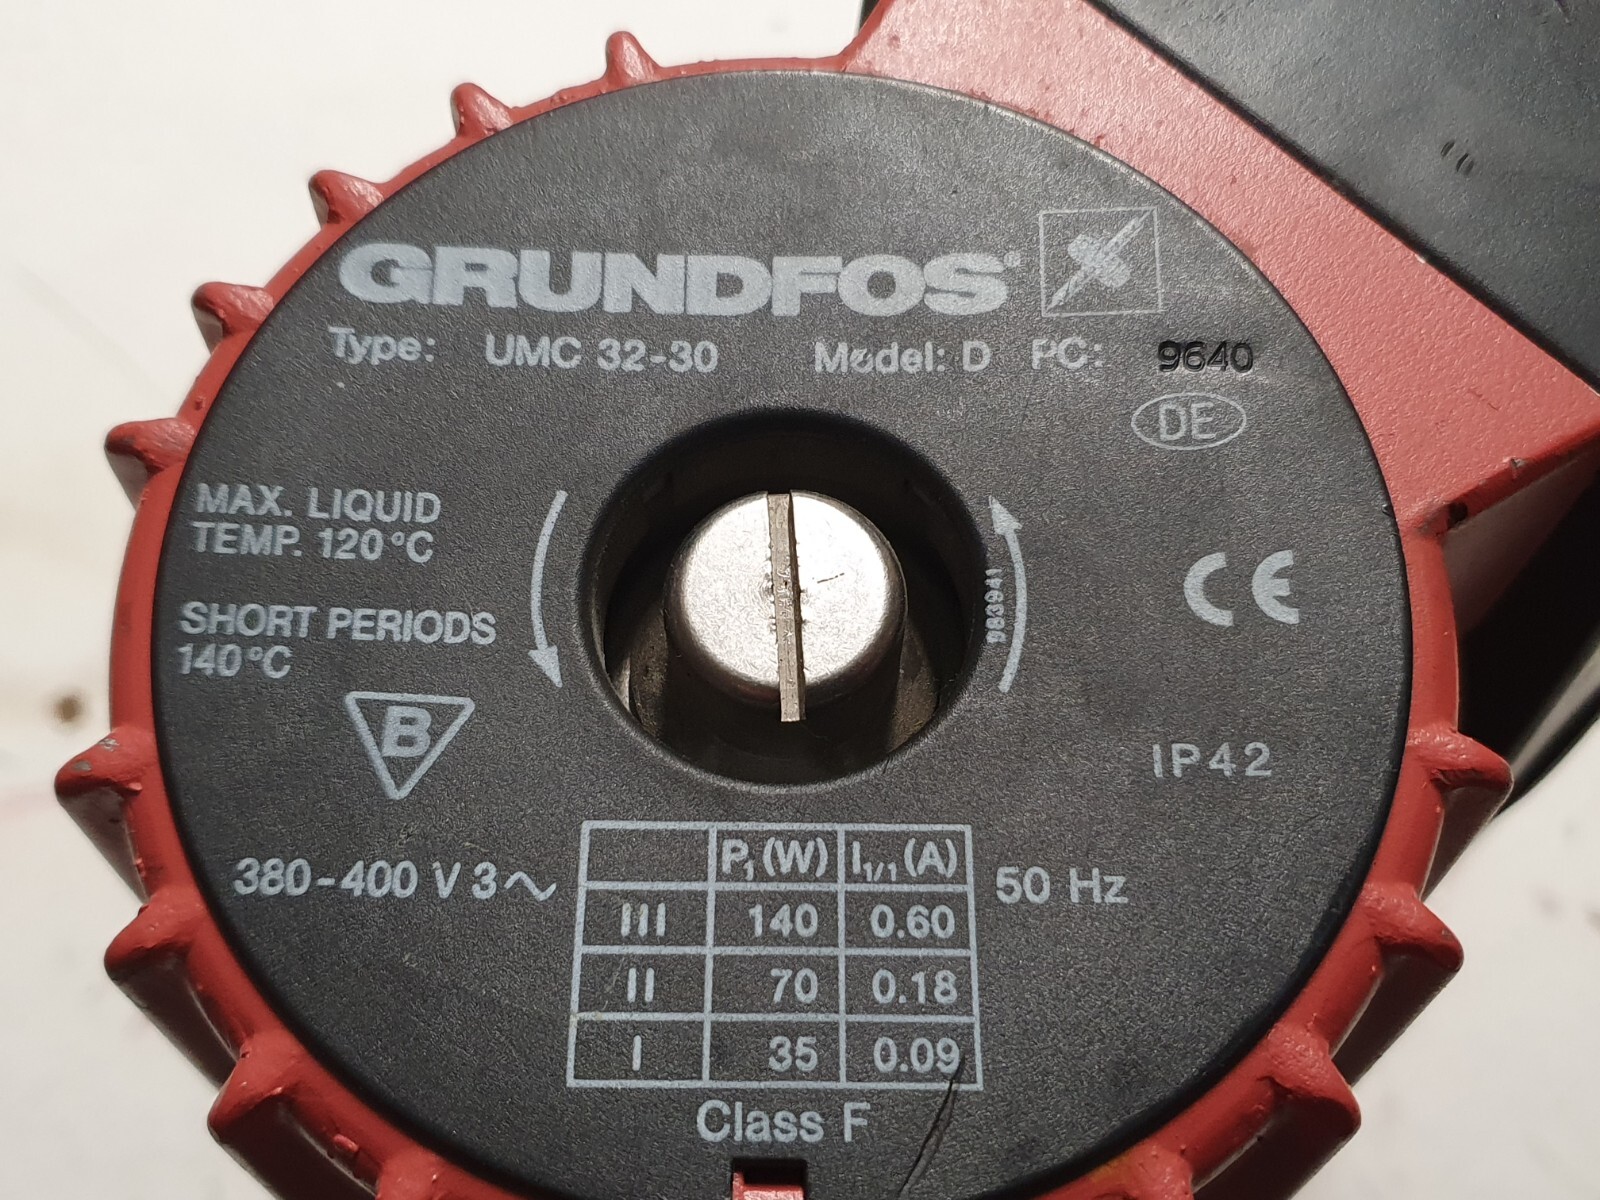 GRUNDFOS®
Type: UMC 32-30 Model: D PC: 9640
DE
MAX. LIQUID
TEMP. 120°C
SHORT PERIODS
140°C
983941
CE
B
IP42
380-400 V 3~
P1(W) I1/1(A)
III 140 0.60
II 70 0.18
I 35 0.09
50 Hz
Class F